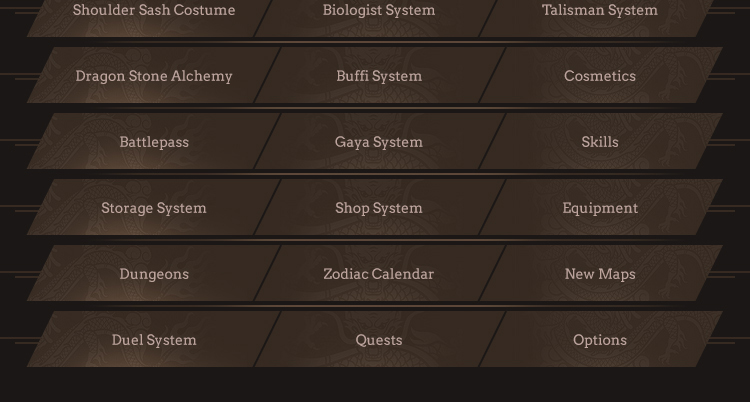 Shoulder Sash Costume Biologist System Talisman System
Dragon Stone Alchemy Buffi System Cosmetics
Battlepass Gaya System Skills
Storage System Shop System Equipment
Dungeons Zodiac Calendar New Maps
Duel System Quests Options